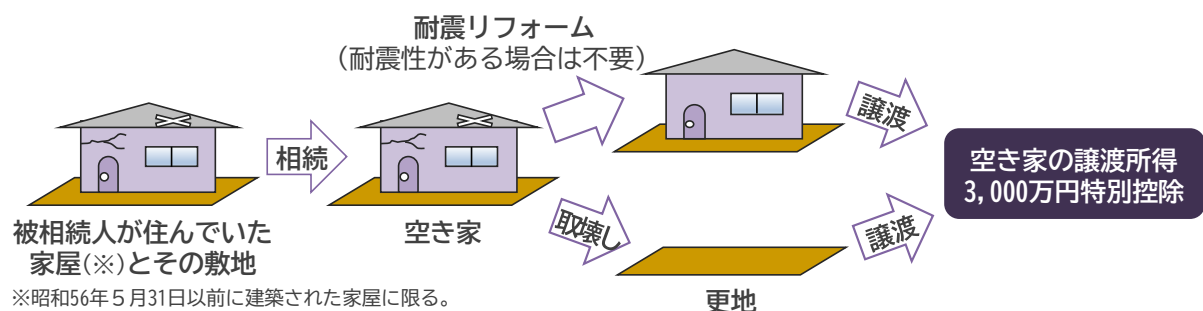 耐震リフォーム
（耐震性がある場合は不要）
譲渡
相続
空き家の譲渡所得
3,000万円特別控除
被相続人が住んでいた
家屋(※)とその敷地
空き家
取壊し
譲渡
※昭和56年５月31日以前に建築された家屋に限る。
更地